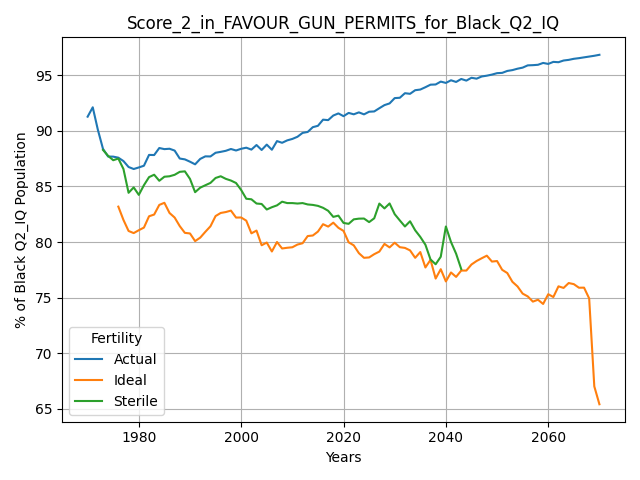 Score_2_in_FAVOUR_GUN_PERMITS_for_Black_Q2_IQ
% of Black Q2_IQ Population
95
90
85
80
75
70
65
Fertility
Actual
Ideal
Sterile
1980 2000 2020 2040 2060
Years